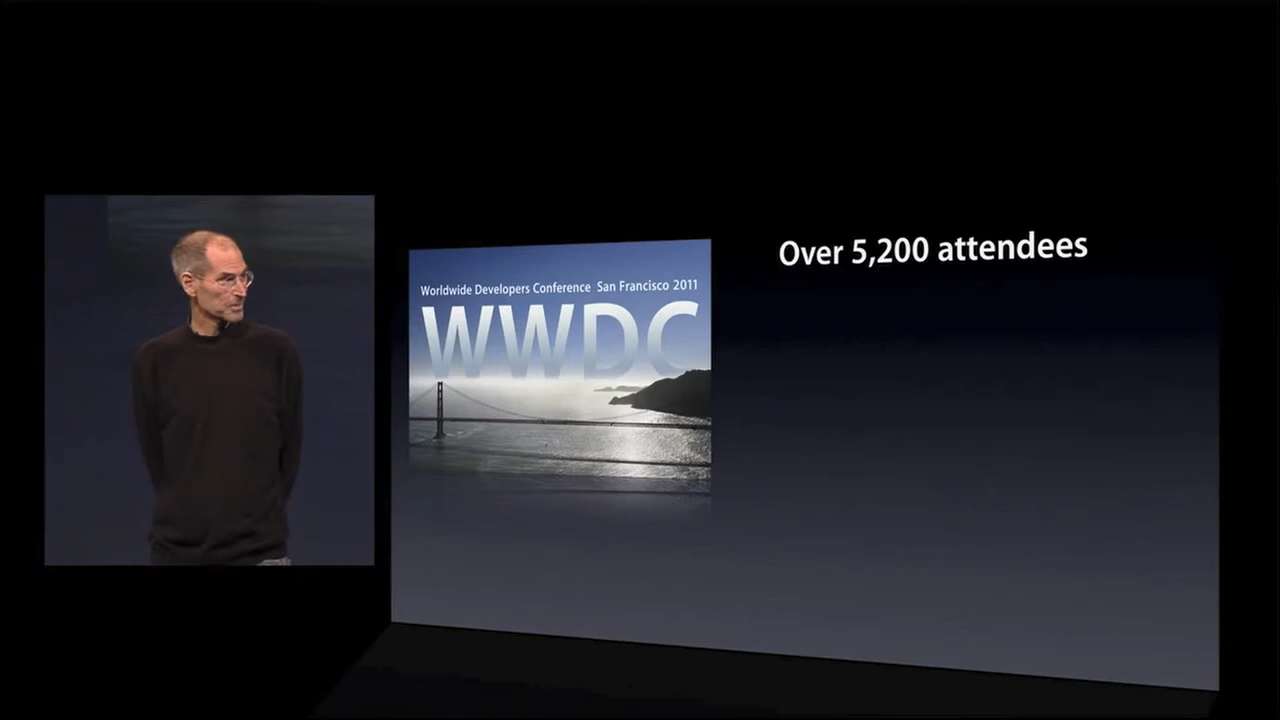 Over 5,200 attendees
Worldwide Developers Conference San Francisco 2011
WWDC